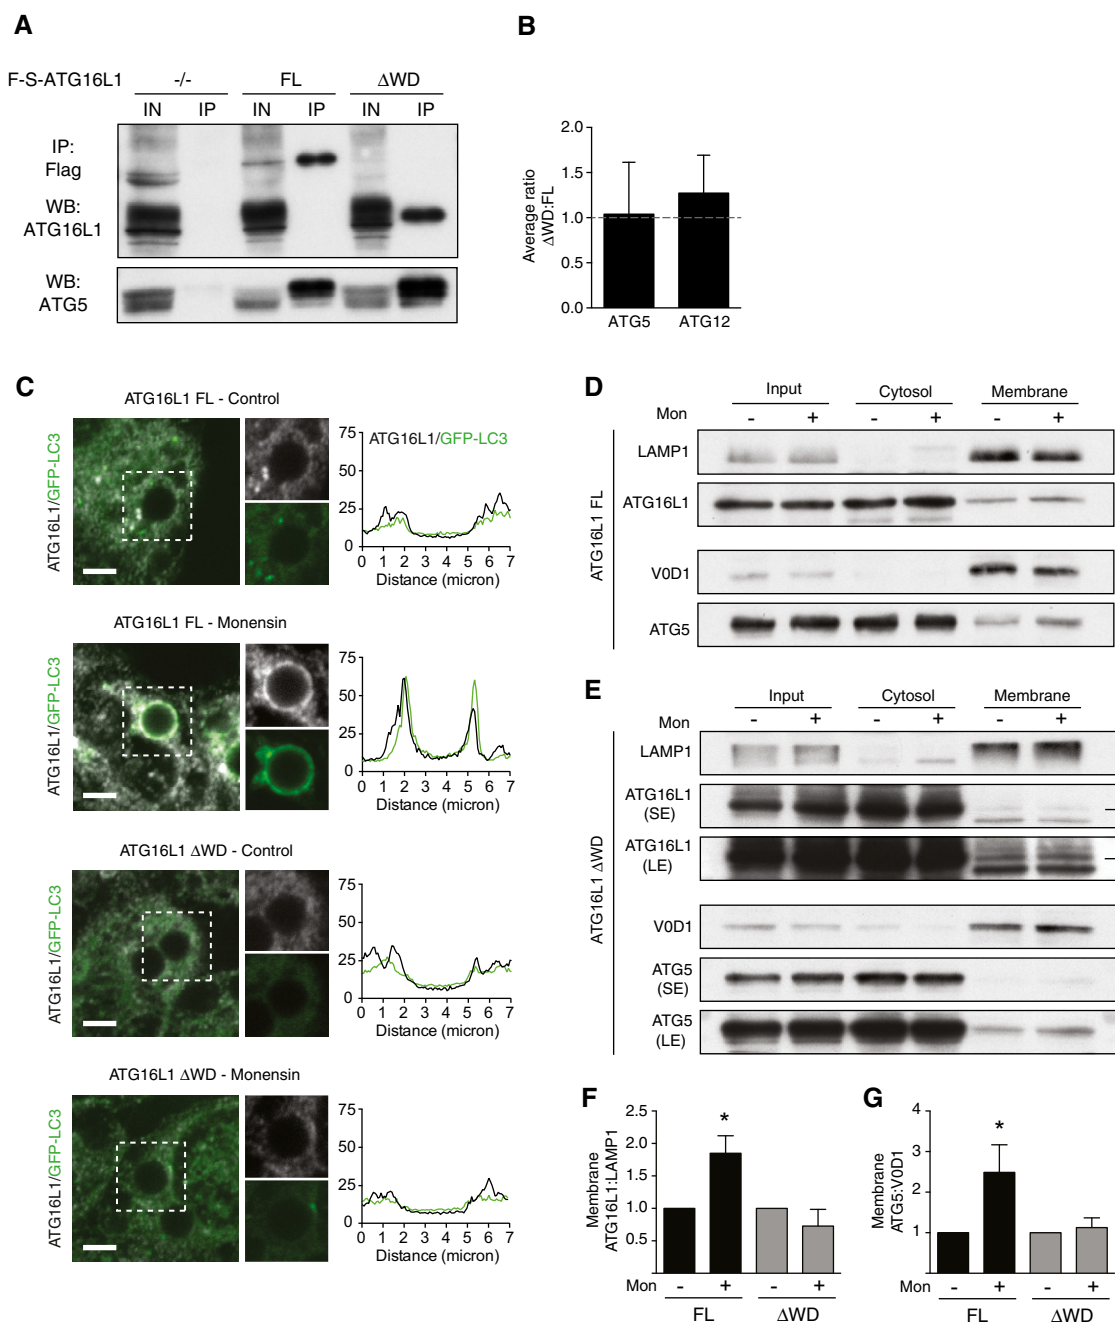 A
F-S-ATG16L1 -/- FL ΔWD
IN IP IN IP IN IP
IP:
Flag
WB:
ATG16L1
WB:
ATG5
B
Average ratio
ΔWD:FL
2.0
1.5
1.0
0.5
0.0
ATG5 ATG12
C
ATG16L1 FL - Control
ATG16L1/GFP-LC3
ATG16L1/GFP-LC3
75
50
25
0
0 1 2 3 4 5 6 7
Distance (micron)
ATG16L1 FL - Monensin
ATG16L1/GFP-LC3
75
50
25
0
0 1 2 3 4 5 6 7
Distance (micron)
ATG16L1 ΔWD - Control
ATG16L1/GFP-LC3
75
50
25
0
0 1 2 3 4 5 6 7
Distance (micron)
ATG16L1 ΔWD - Monensin
ATG16L1/GFP-LC3
75
50
25
0
0 1 2 3 4 5 6 7
Distance (micron)
D
Input Cytosol Membrane
Mon - + - + - +
ATG16L1 FL
LAMP1
ATG16L1
V0D1
ATG5
E
Input Cytosol Membrane
Mon - + - + - +
ATG16L1 ΔWD
LAMP1
ATG16L1
(SE)
ATG16L1
(LE)
V0D1
ATG5
(SE)
ATG5
(LE)
F
Membrane
ATG16L1:LAMP1
2.5
2.0
1.5
1.0
0.5
*
Mon - + - +
FL ΔWD
G
Membrane
ATG5:V0D1
4
3
2
1
0
*
Mon - + - +
FL ΔWD